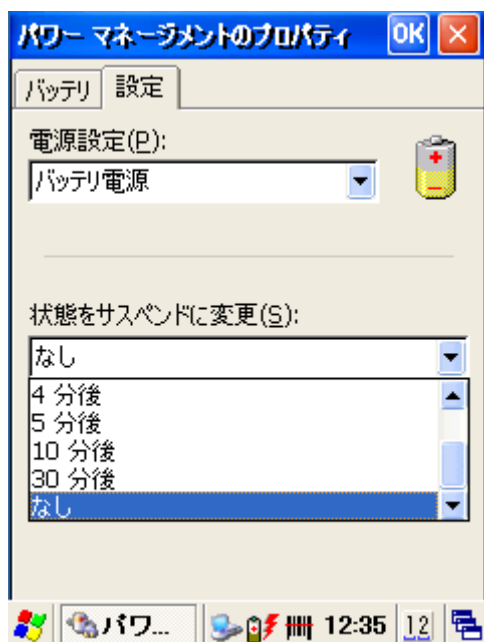 パワー マネージメントのプロパティ OK
バッテリ 設定
電源設定(P):
バッテリ電源
状態をサスペンドに変更(S):
なし
4 分後
5 分後
10 分後
30 分後
なし
パワ... 12:35 12